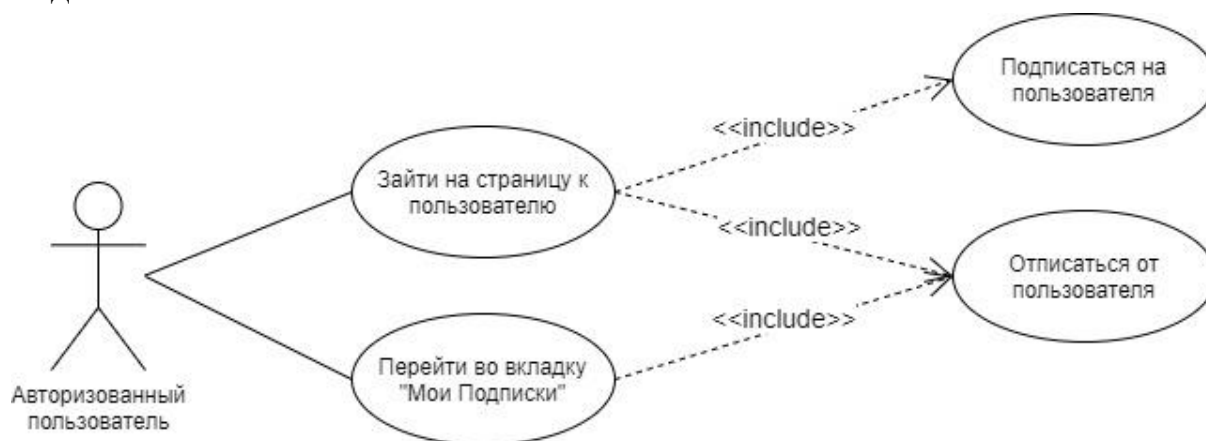 Подписаться на
пользователя
<<include>>
Зайти на страницу к
пользователю
<<include>>
Отписаться от
пользователя
<<include>>
Перейти во вкладку
"Мои Подписки"
Авторизованный
пользователь